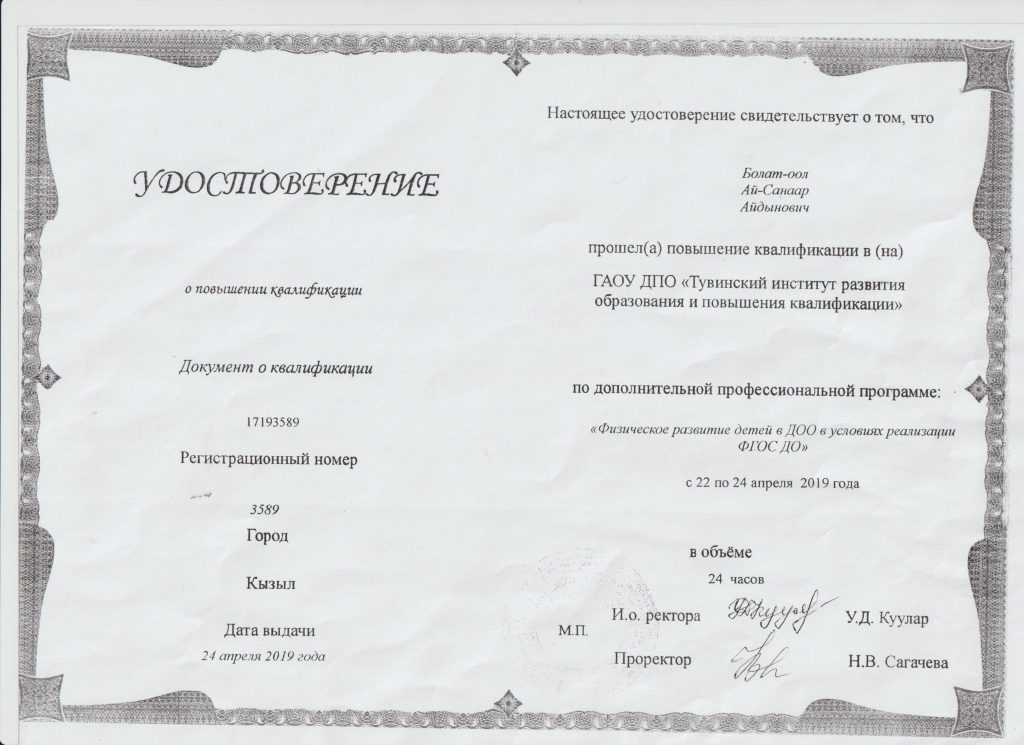 УДОСТОВЕРЕНИЕ
о повышении квалификации
Документ о квалификации
17193589
Регистрационный номер
3589
Город
Кызыл
Дата выдачи
24 апреля 2019 года
Настоящее удостоверение свидетельствует о том, что
Болат-оол
Ай-Санаар
Айдынович
прошел(а) повышение квалификации в (на)
ГАОУ ДПО «Тувинский институт развития
образования и повышения квалификации»
по дополнительной профессиональной программе:
«Физическое развитие детей в ДОО в условиях реализации
ФГОС ДО»
с 22 по 24 апреля 2019 года
в объёме
24 часов
М.П.
И.о. ректора У.Д. Куулар
Проректор Н.В. Сагачева